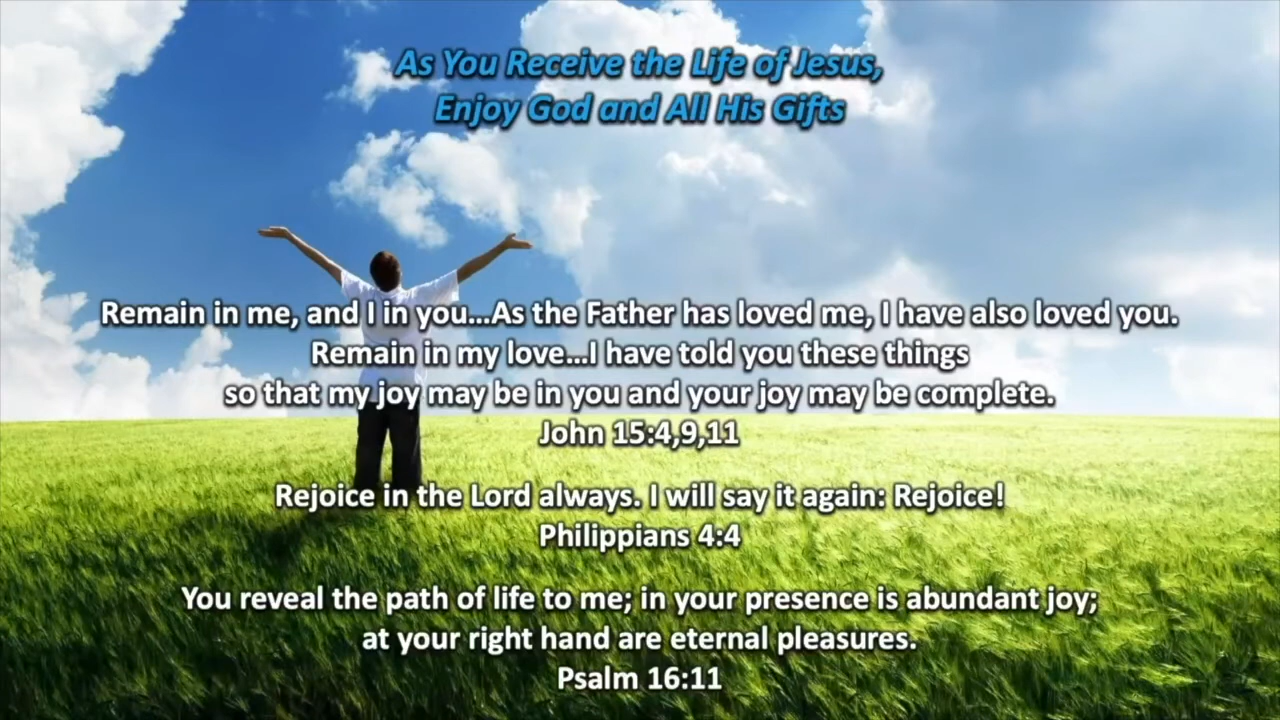 As You Receive the Life of Jesus,
Enjoy God and All His Gifts
Remain in me, and I in you...As the Father has loved me, I have also loved you.
Remain in my love...I have told you these things
so that my joy may be in you and your joy may be complete.
John 15:4,9,11
Rejoice in the Lord always. I will say it again: Rejoice!
Philippians 4:4
You reveal the path of life to me; in your presence is abundant joy;
at your right hand are eternal pleasures.
Psalm 16:11